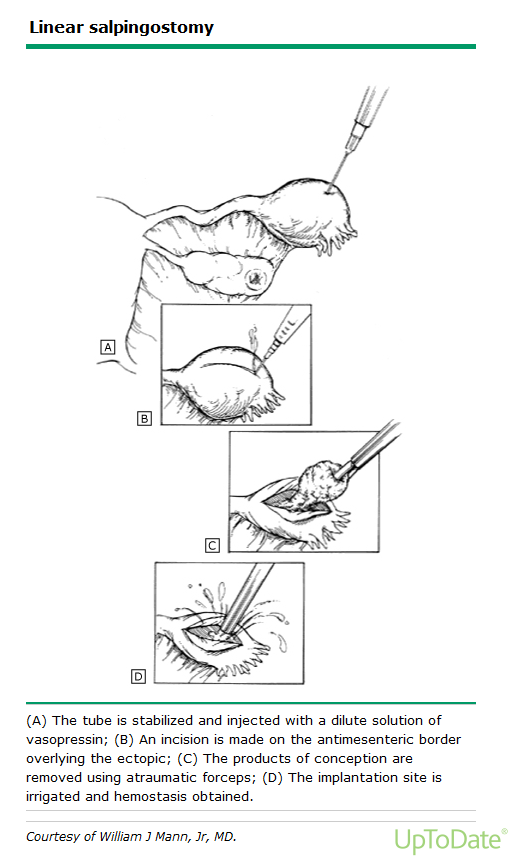 Linear salpingostomy
A
B
C
D
(A) The tube is stabilized and injected with a dilute solution of
vasopressin; (B) An incision is made on the antimesenteric border
overlying the ectopic; (C) The products of conception are
removed using atraumatic forceps; (D) The implantation site is
irrigated and hemostasis obtained.
Courtesy of William J Mann, Jr, MD.
UpToDate®